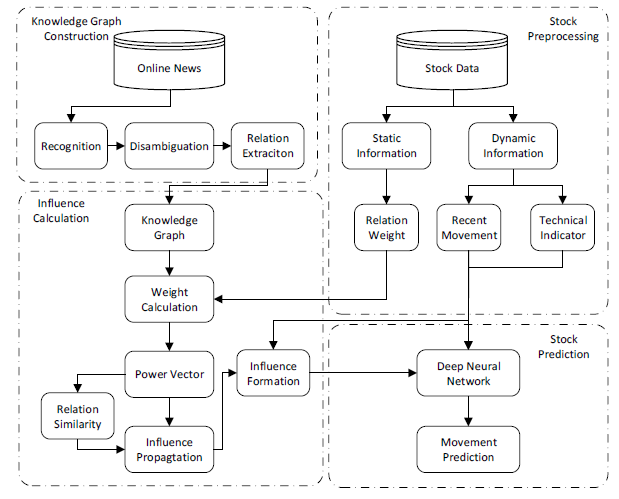 Knowledge Graph
Construction
Online News
Recognition
Disambiguation
Relation
Extraciton
Stock
Preprocessing
Stock Data
Static
Information
Dynamic
Information
Relation
Weight
Recent
Movement
Technical
Indicator
Influence
Calculation
Knowledge
Graph
Weight
Calculation
Power Vector
Relation
Similarity
Influence
Propagtation
Influence
Formation
Stock
Prediction
Deep Neural
Network
Movement
Prediction